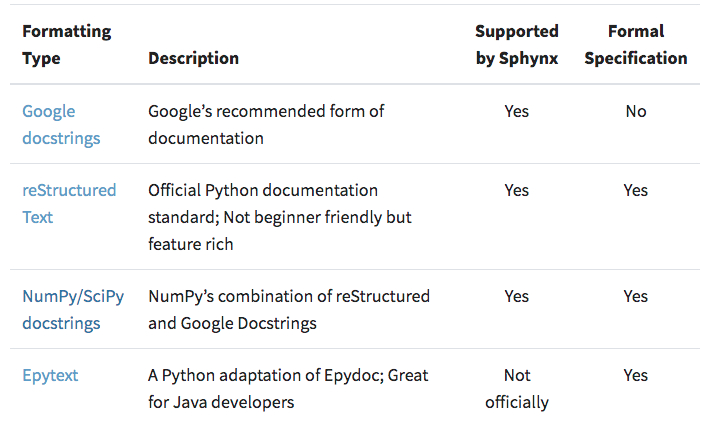 Formatting Type	Description	Supported by Sphynx	Formal Specification
Google docstrings	Google’s recommended form of documentation	Yes	No
reStructured Text	Official Python documentation standard; Not beginner friendly but feature rich	Yes	Yes
NumPy/SciPy docstrings	NumPy’s combination of reStructured and Google Docstrings	Yes	Yes
Epytext	A Python adaptation of Epydoc; Great for Java developers	Not officially	Yes